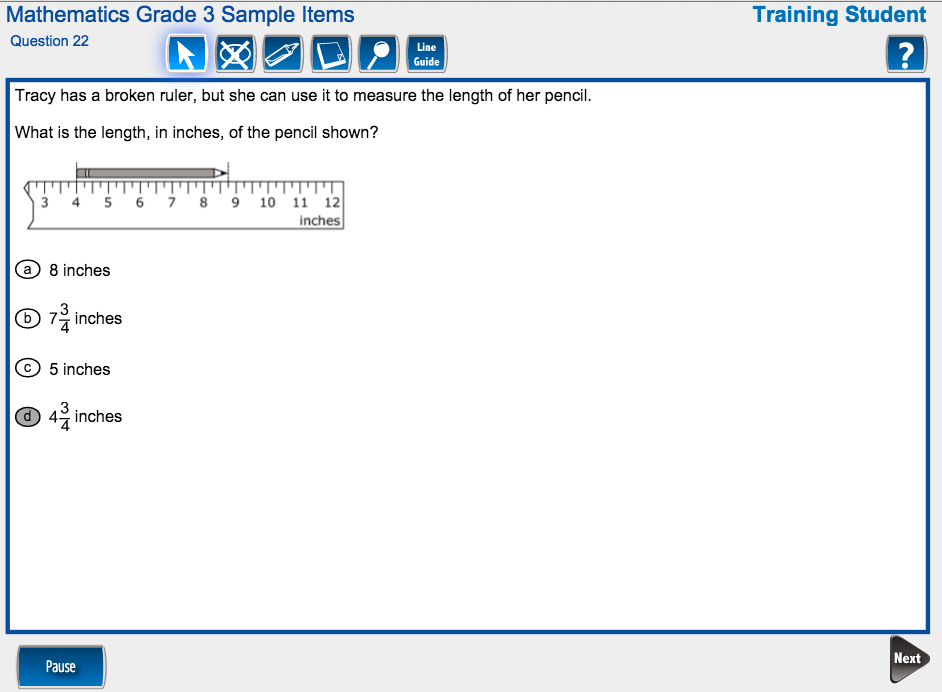 Mathematics Grade 3 Sample Items
Training Student
Question 22
Line
Guide
?
Tracy has a broken ruler, but she can use it to measure the length of her pencil.
What is the length, in inches, of the pencil shown?
3 4 5 6 7 8 9 10 11 12
inches
a 8 inches
b 7 3/4 inches
c 5 inches
d 4 3/4 inches
Pause
Next